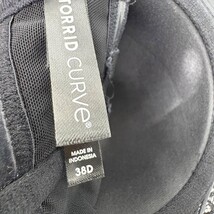 TORRID CURVE®
MADE IN
INDONESIA
38D